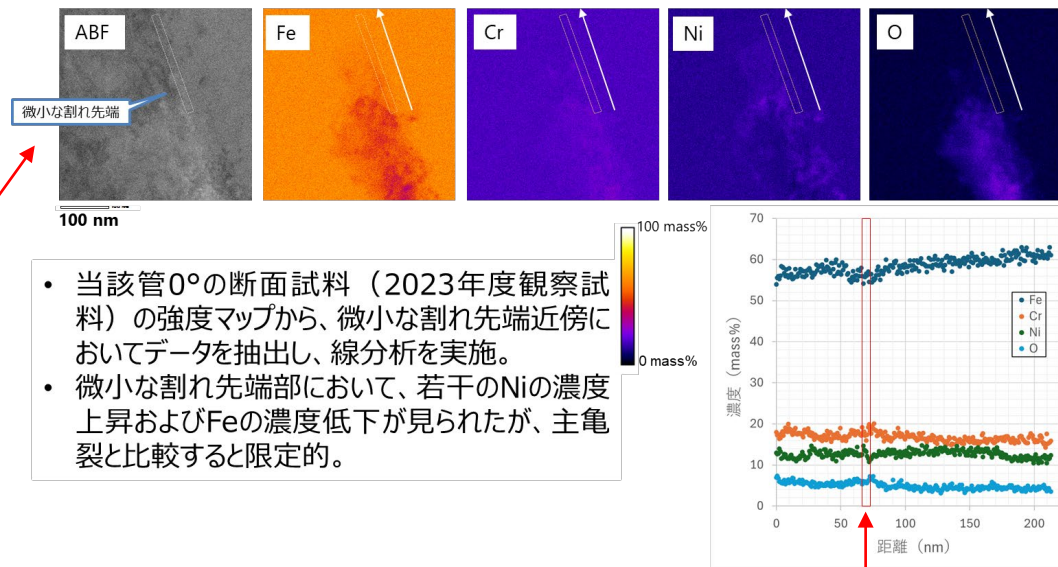 ABF
Fe
Cr
Ni
O
微小な割れ先端
100 nm
• 当該管0°の断面試料（2023年度観察試
料）の強度マップから、微小な割れ先端近傍に
おいてデータを抽出し、線分析を実施。
• 微小な割れ先端部において、若干のNiの濃度
上昇およびFeの濃度低下が見られたが、主亀
裂と比較すると限定的。
100 mass%
0 mass%
濃度（mass%）
70
60
50
40
30
20
10
0
Fe
Cr
Ni
O
0 50 100 150 200
距離（nm）